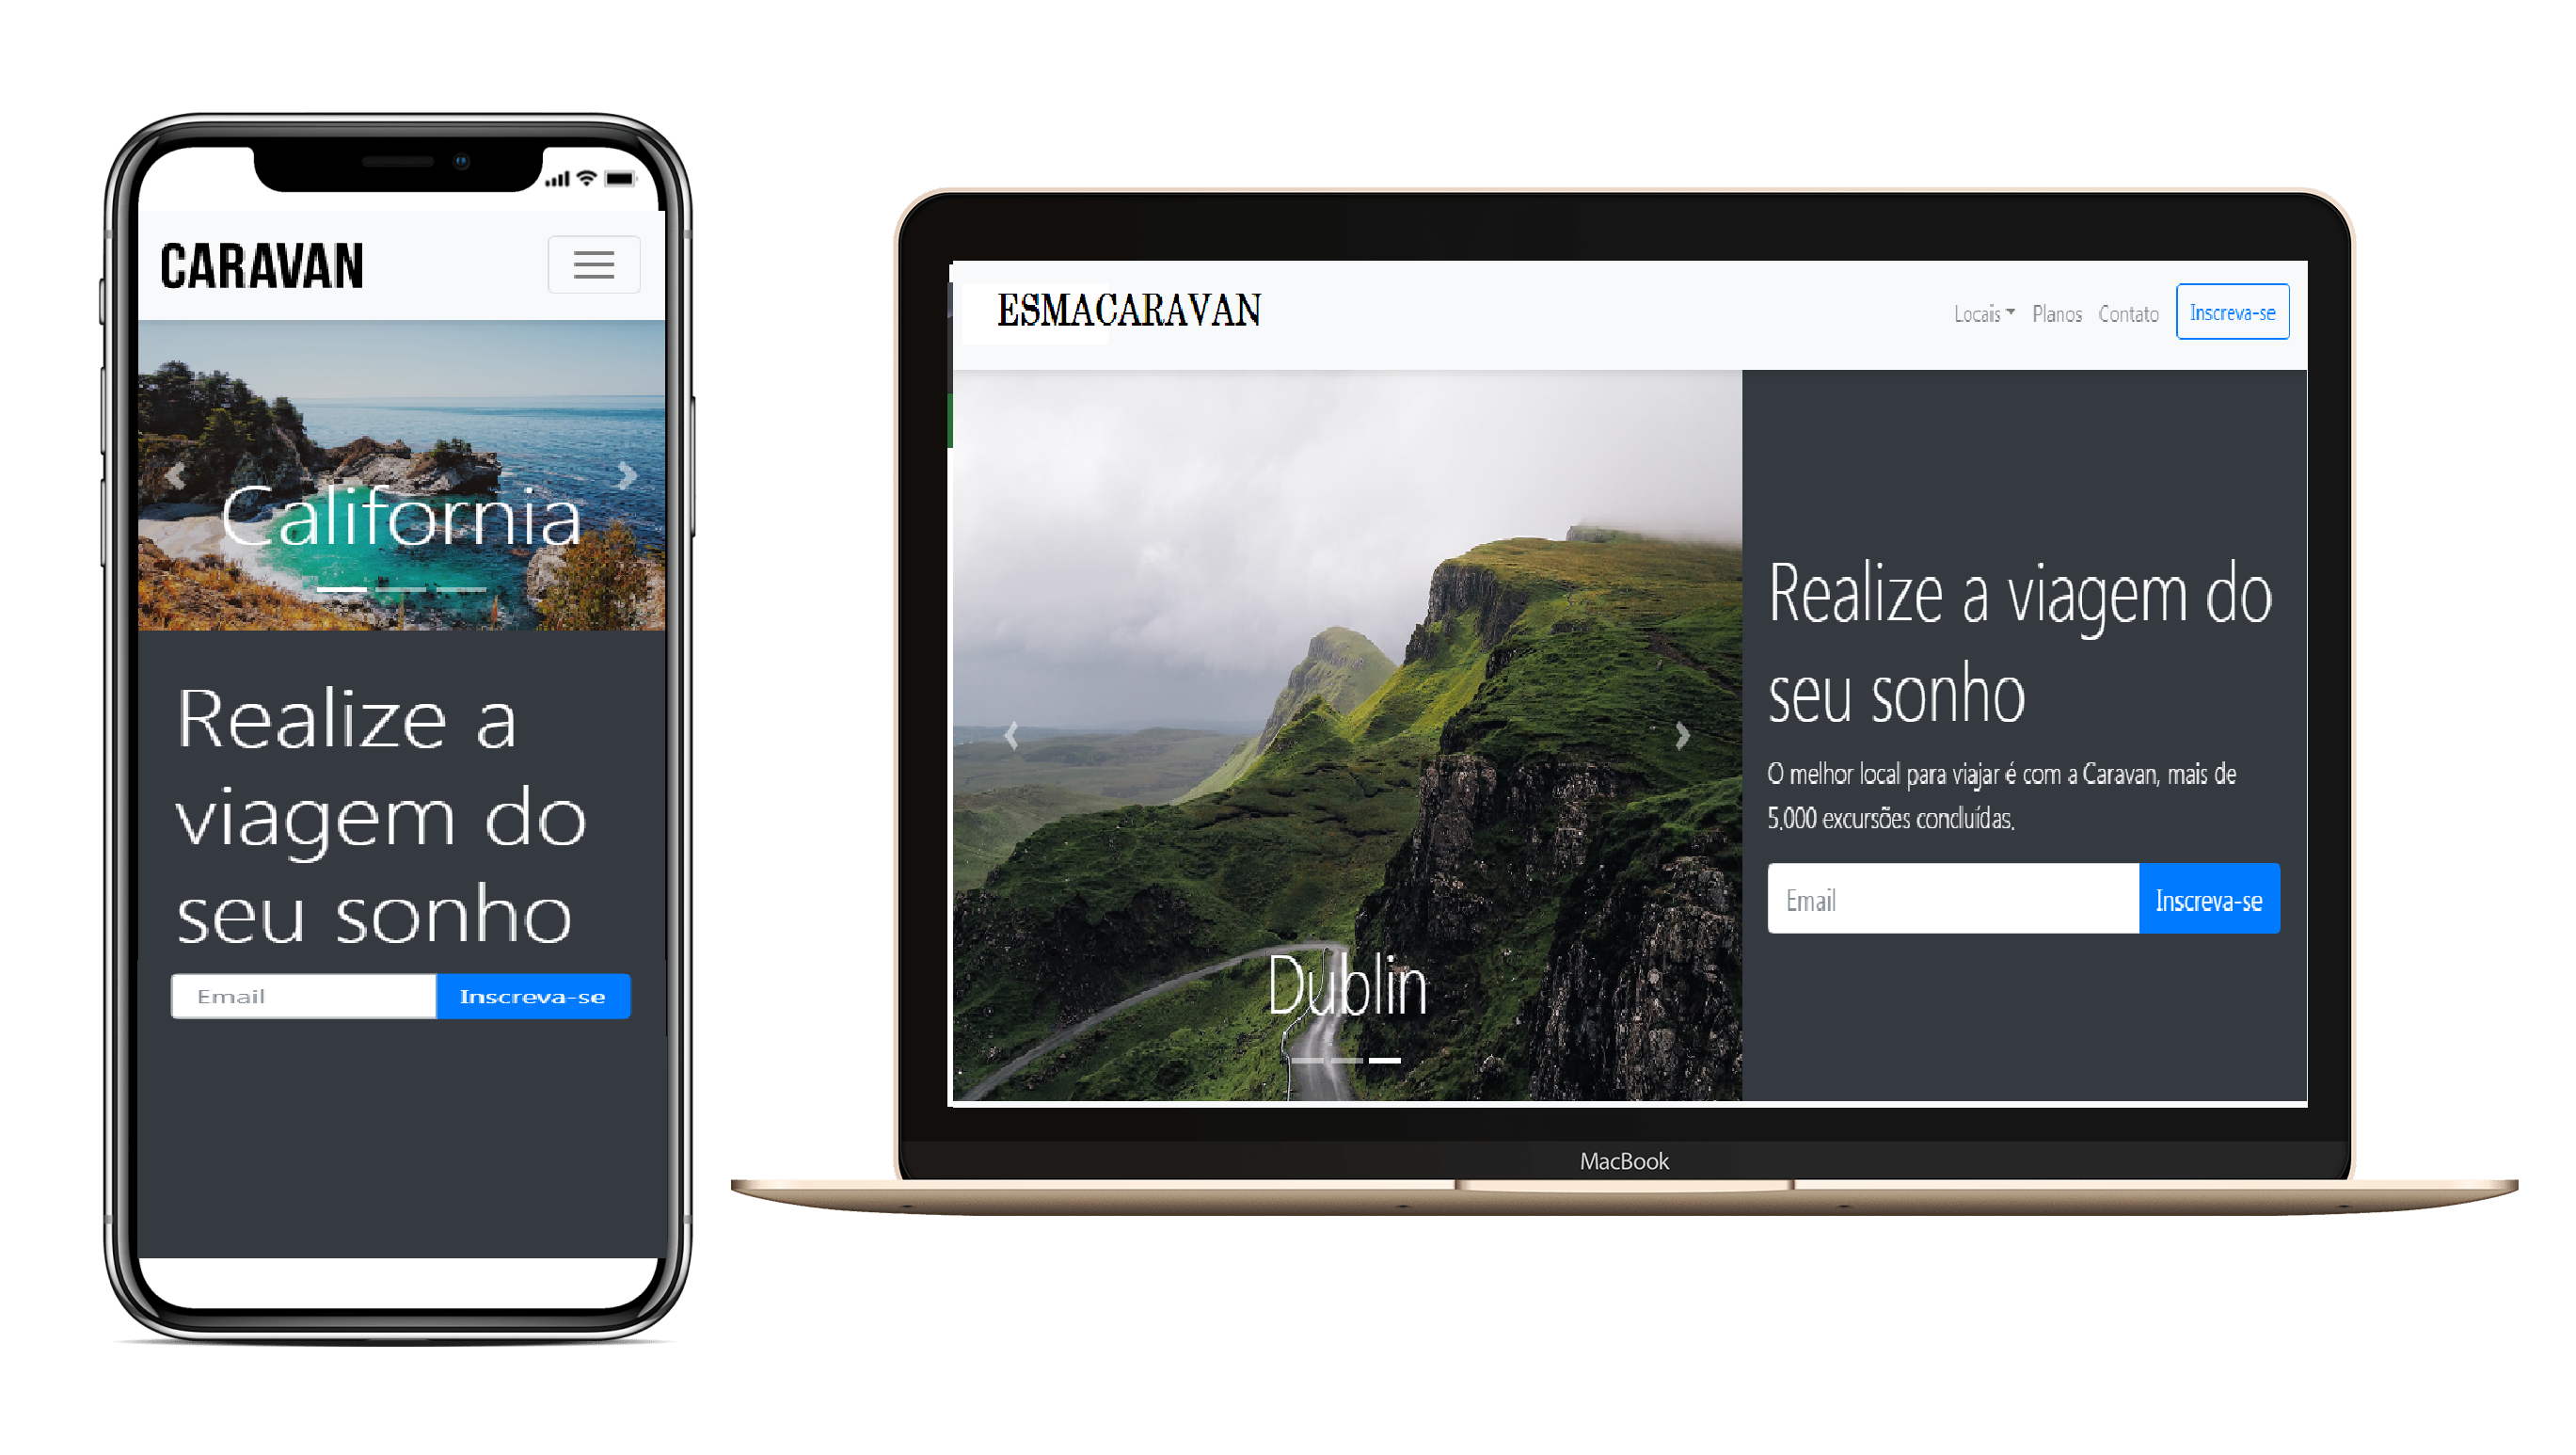 CARAVAN
California
Realize a
viagem do
seu sonho
Email
Inscreva-se
ESMACARAVAN
Locais
Planos
Contato
Inscreva-se
Dublin
Realize a viagem do
seu sonho
O melhor local para viajar é com a Caravan, mais de
5.000 excursões concluídas.
Email
Inscreva-se
MacBook